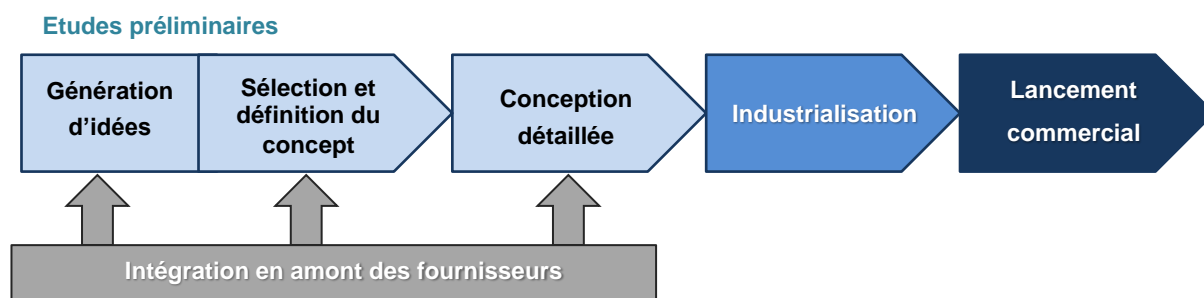 Etudes préliminaires
Génération
d’idées
Sélection et
définition du
concept
Conception
détaillée
Industrialisation
Lancement
commercial
Intégration en amont des fournisseurs